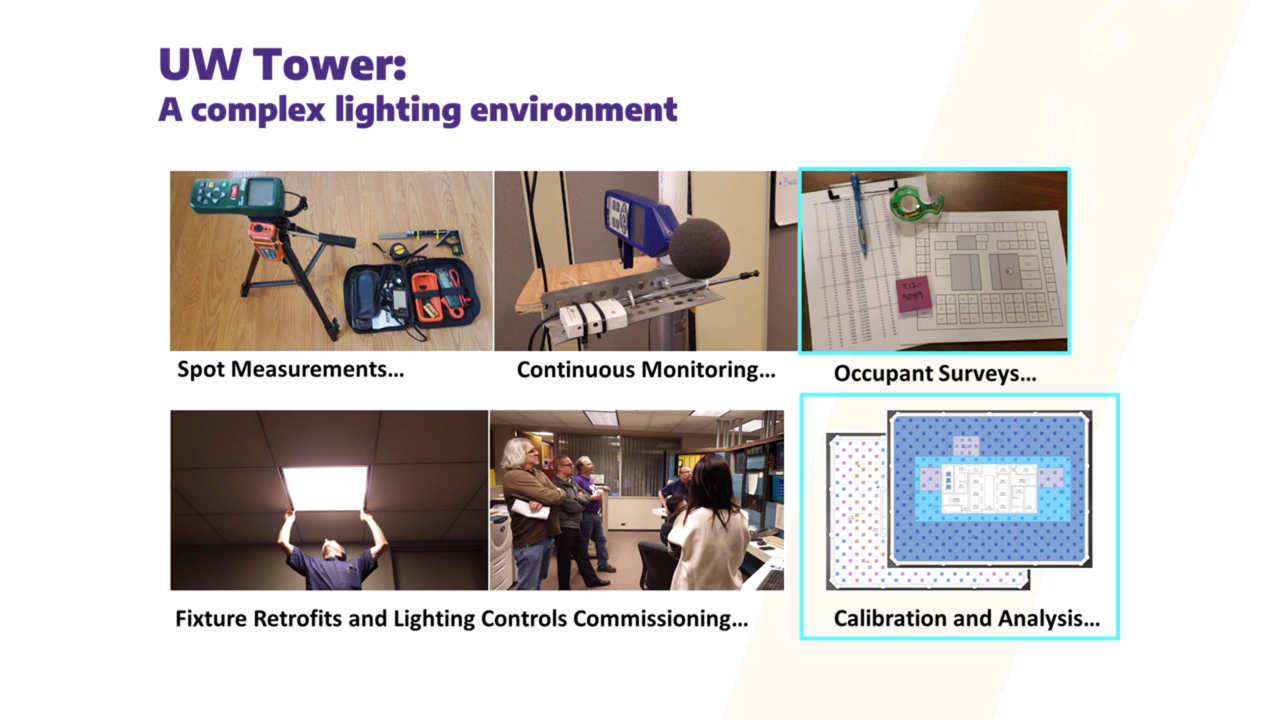 UW Tower:
A complex lighting environment
Spot Measurements...
Continuous Monitoring...
Occupant Surveys...
Fixture Retrofits and Lighting Controls Commissioning...
Calibration and Analysis...